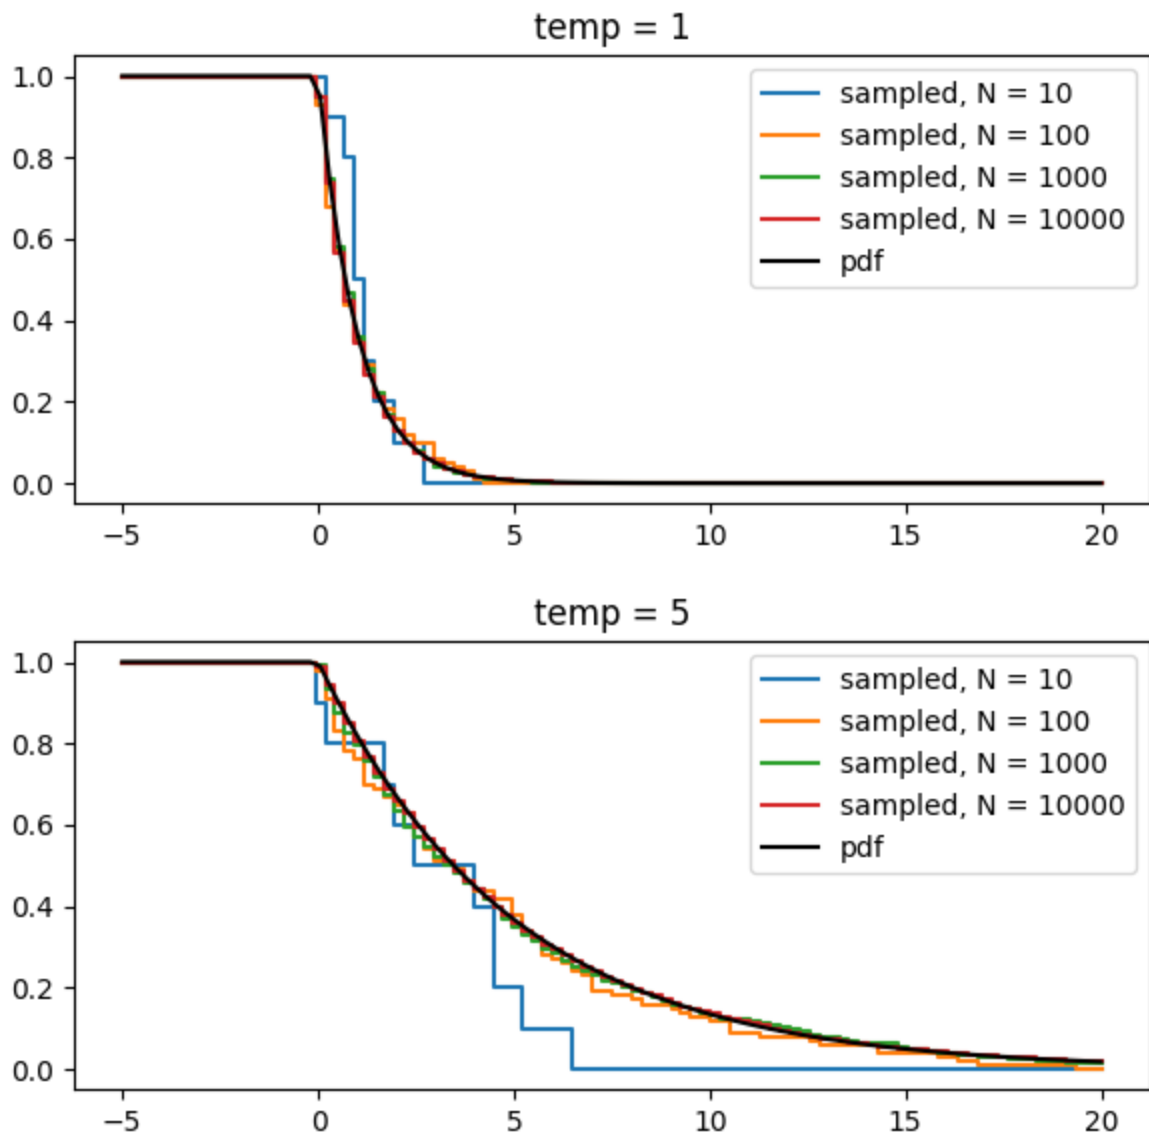 temp = 1
1.0
0.8
0.6
0.4
0.2
0.0
sampled, N = 10
sampled, N = 100
sampled, N = 1000
sampled, N = 10000
pdf
−5 0 5 10 15 20
temp = 5
1.0
0.8
0.6
0.4
0.2
0.0
sampled, N = 10
sampled, N = 100
sampled, N = 1000
sampled, N = 10000
pdf
−5 0 5 10 15 20